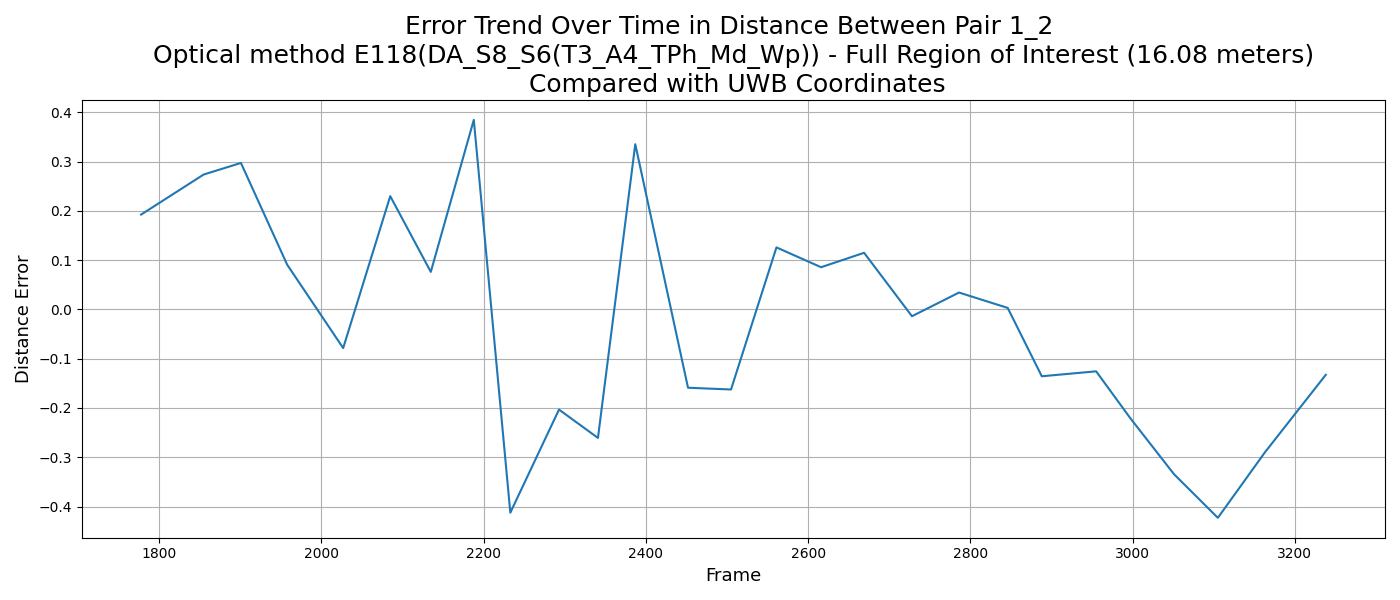 Error Trend Over Time in Distance Between Pair 1_2
Optical method E118(DA_S8_S6(T3_A4_TPh_Md_Wp)) - Full Region of Interest (16.08 meters)
Compared with UWB Coordinates
0.4
0.3
0.2
0.1
0.0
−0.1
−0.2
−0.3
−0.4
Distance Error
1800 2000 2200 2400 2600 2800 3000 3200
Frame